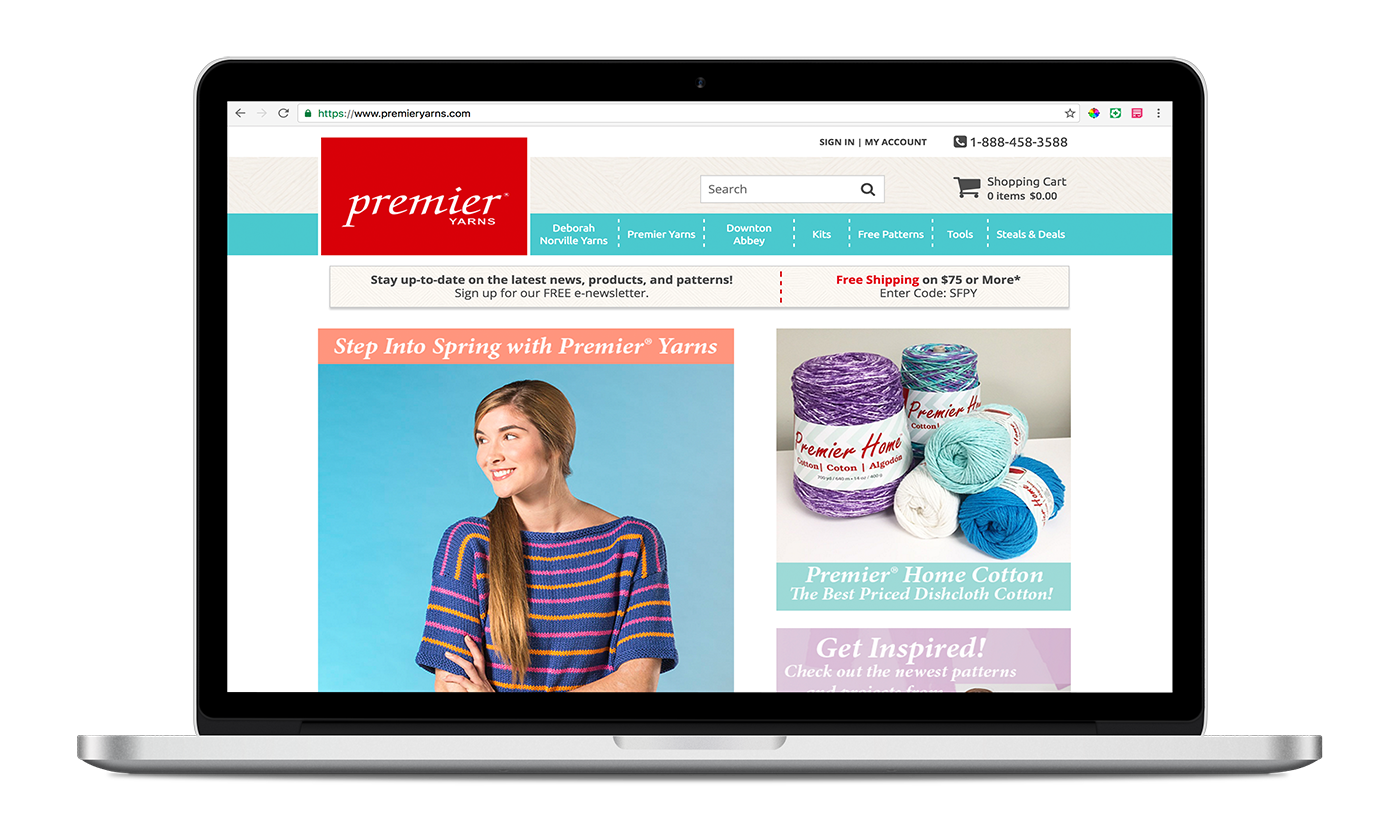 https://www.premieryarns.com
SIGN IN | MY ACCOUNT
1-888-458-3588
premier®
YARNS
Search
Shopping Cart
0 items $0.00
Deborah
Norville Yarns
Premier Yarns
Downton
Abbey
Kits
Free Patterns
Tools
Steals & Deals
Stay up-to-date on the latest news, products, and patterns!
Sign up for our FREE e-newsletter.
Free Shipping on $75 or More*
Enter Code: SFPY
Step Into Spring with Premier® Yarns
Premier Home
Cotton| Coton | Algodón
Premier H
Cotton|
Home
Premier® Home Cotton
The Best Priced Dishcloth Cotton!
Get Inspired!
Check out the newest patterns
and projects from